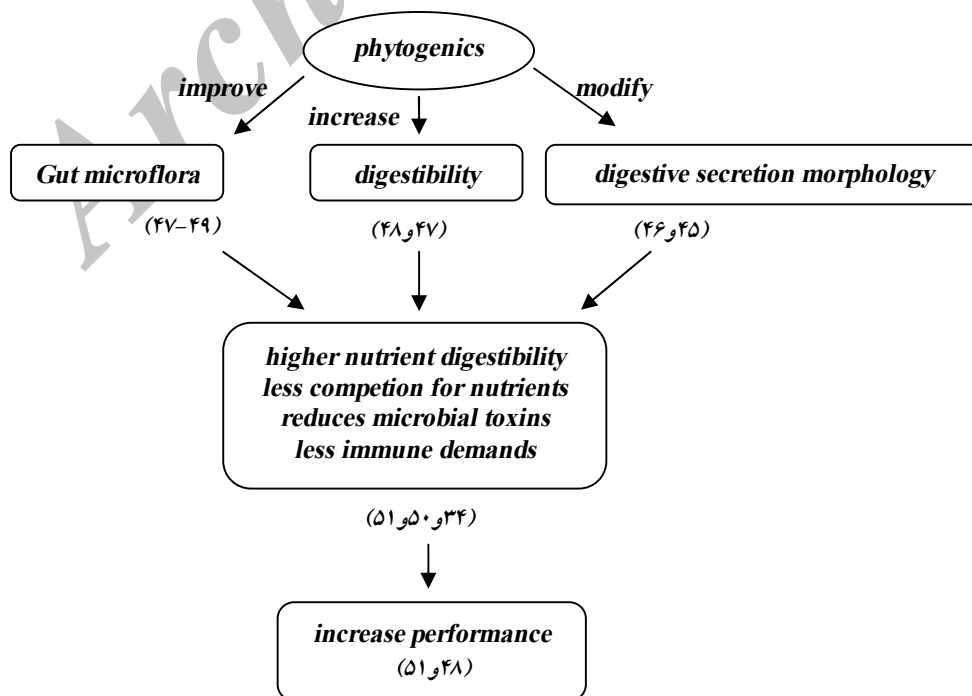 Arch
phytogenics
improve
increase
modify
Gut microflora
digestibility
digestive secretion morphology
(۴۷–۴۹)
(۴۷و۴۸)
(۴۵و۴۶)
higher nutrient digestibility
less competion for nutrients
reduces microbial toxins
less immune demands
(۳۴و۵۰و۵۱)
increase performance
(۴۸و۵۱)